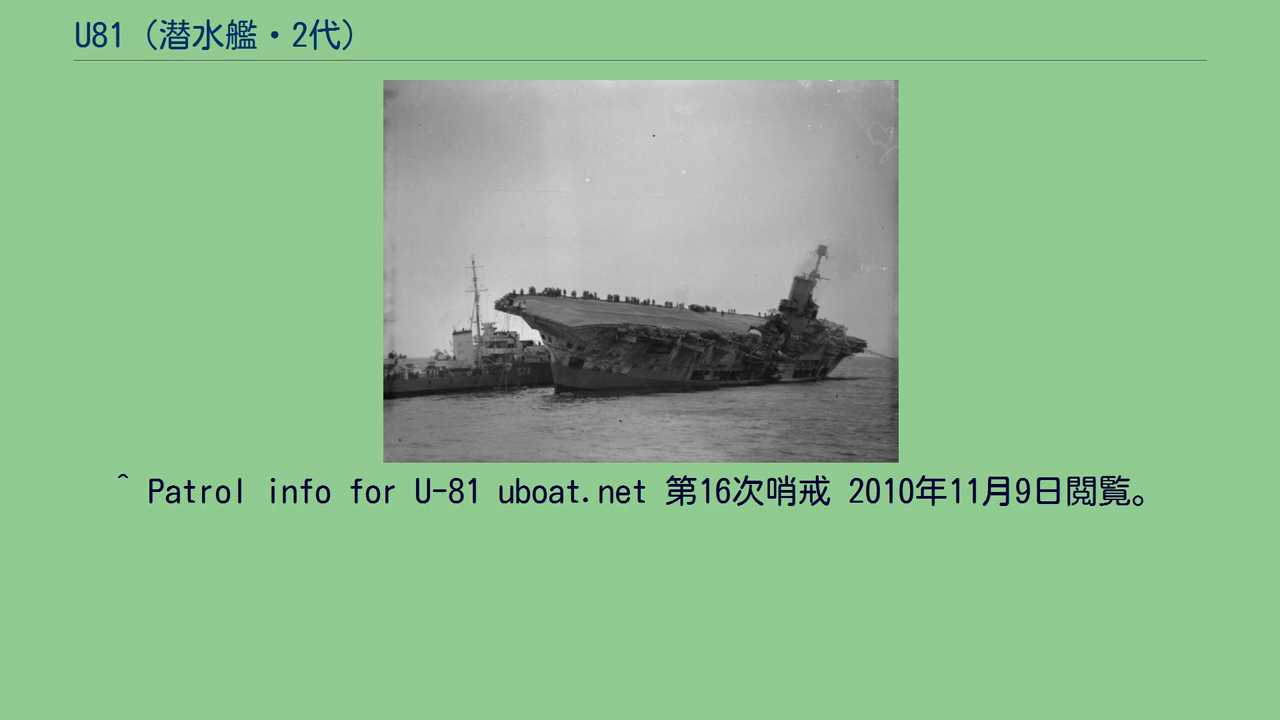 U81（潜水艦・2代）
^ Patrol info for U-81 uboat.net 第16次哨戒 2010年11月9日閲覧。